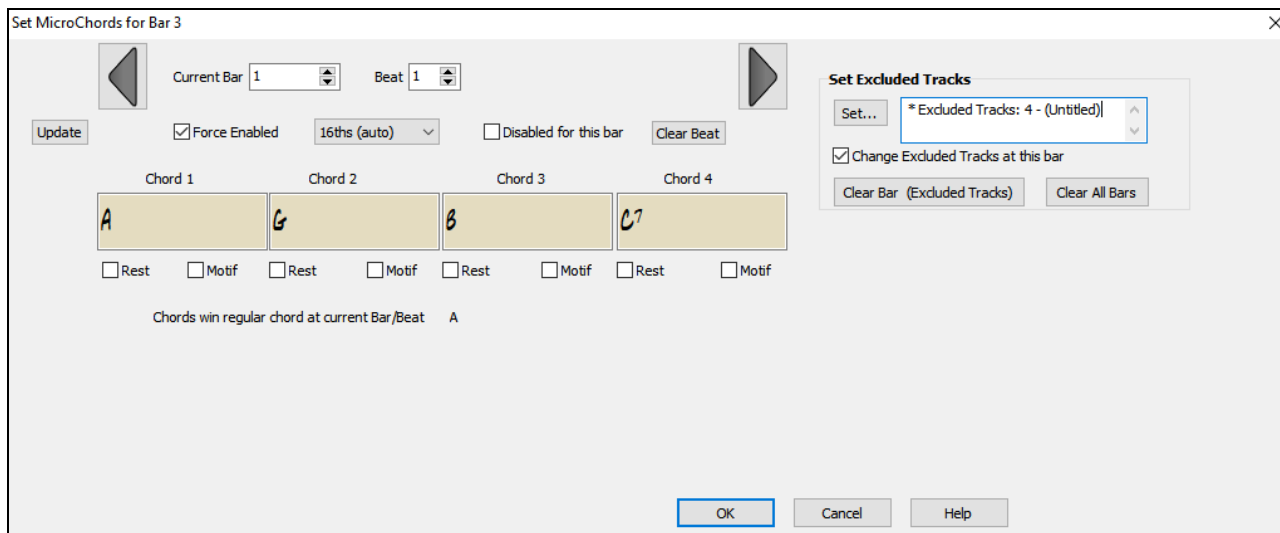 Set MicroChords for Bar 3
Current Bar 1 Beat 1
Update Force Enabled 16ths (auto) Disabled for this bar Clear Beat
Chord 1 Chord 2 Chord 3 Chord 4
A G B C7
Rest Motif Rest Motif Rest Motif Rest Motif
Chords win regular chord at current Bar/Beat A
Set Excluded Tracks
Set... * Excluded Tracks: 4 - (Untitled)
Change Excluded Tracks at this bar
Clear Bar (Excluded Tracks) Clear All Bars
OK Cancel Help